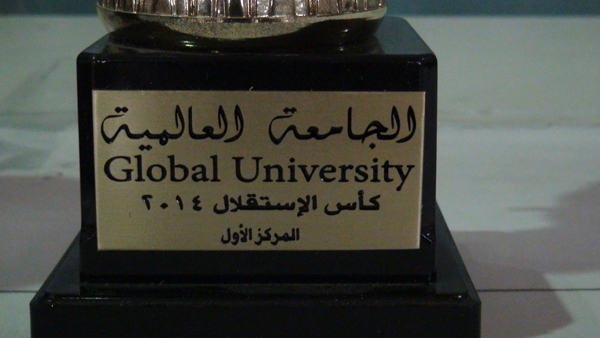 الجامعة العالمية
Global University
كأس الإستقلال ٢٠١٤
المركز الأول